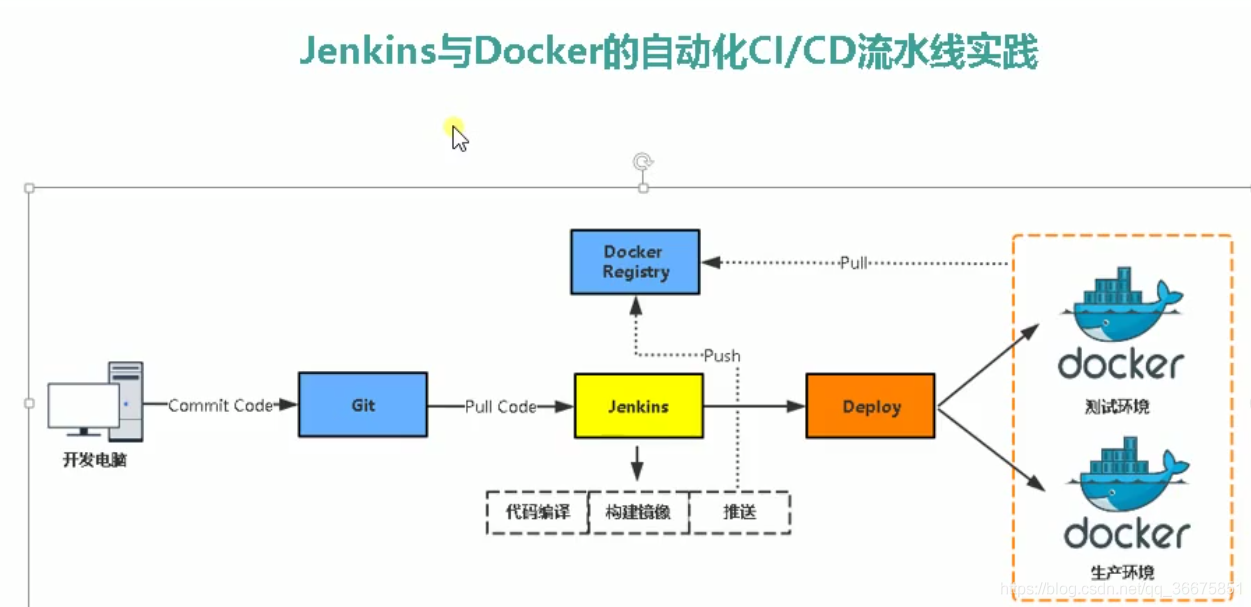 Jenkins与Docker的自动化CI/CD流水线实践
Docker
Registry
Pull
docker
测试环境
Push
Commit Code
Git
Pull Code
Jenkins
Deploy
开发电脑
代码编译
构建镜像
推送
docker
生产环境
https://blog.csdn.net/qq_36675851